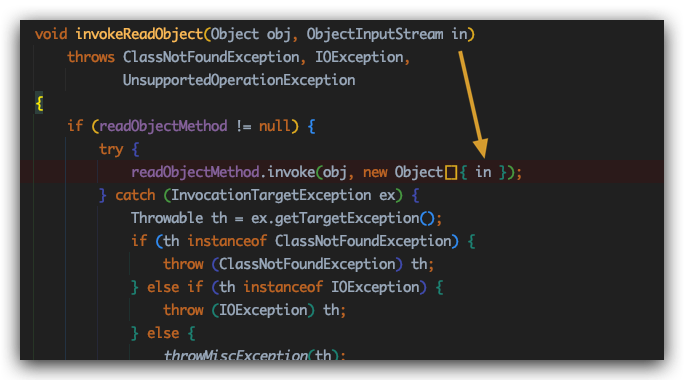 void invokeReadObject(Object obj, ObjectInputStream in)
throws ClassNotFoundException, IOException,
UnsupportedOperationException
{
if (readObjectMethod != null) {
try {
readObjectMethod.invoke(obj, new Object[]{ in });
} catch (InvocationTargetException ex) {
Throwable th = ex.getTargetException();
if (th instanceof ClassNotFoundException) {
throw (ClassNotFoundException) th;
} else if (th instanceof IOException) {
throw (IOException) th;
} else {
throwMiscException(th);